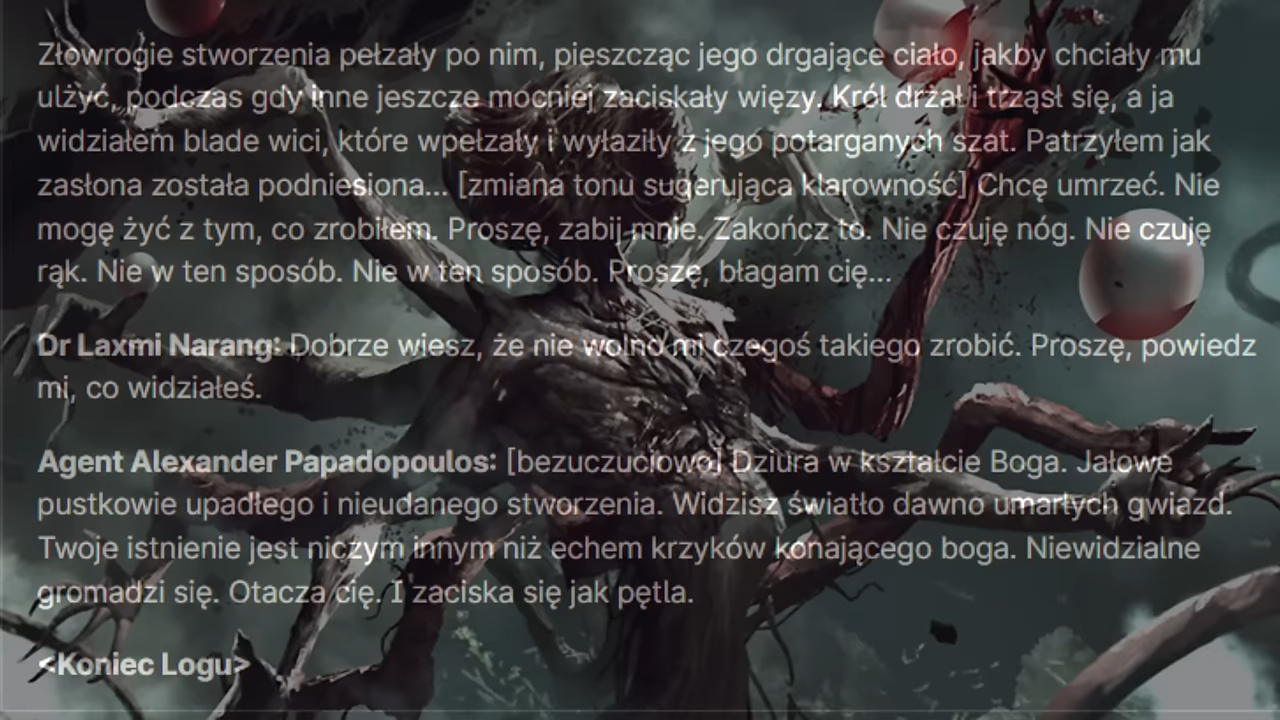 Złowrogie stworzenia pełzały po nim, pieszcząc jego drgające ciało, jakby chciały mu
ulżyć, podczas gdy inne jeszcze mocniej zaciskały więzy. Król drżał i trząsł się, a ja
widziałem blade wici, które wpełzały i wyłaziły z jego potarganych szat. Patrzyłem jak
zasłona została podniesiona... [zmiana tonu sugerująca klarowność] Chcę umrzeć. Nie
mogę żyć z tym, co zrobiłem. Proszę, zabij mnie. Zakończ to. Nie czuję nóg. Nie czuję
rąk. Nie w ten sposób. Nie w ten sposób. Proszę, błagam cię...
Dr Laxmi Narang: Dobrze wiesz, że nie wolno mi czegoś takiego zrobić. Proszę, powiedz
mi, co widziałeś.
Agent Alexander Papadopoulos: [bezuczuciowo] Dziura w kształcie Boga. Jałowe
pustkowie upadłego i nieudanego stworzenia. Widzisz światło dawno umarłych gwiazd.
Twoje istnienie jest niczym innym niż echem krzyków konającego boga. Niewidzialne
gromadzi się. Otacza cię. I zaciska się jak pętla.
<Koniec Logu>